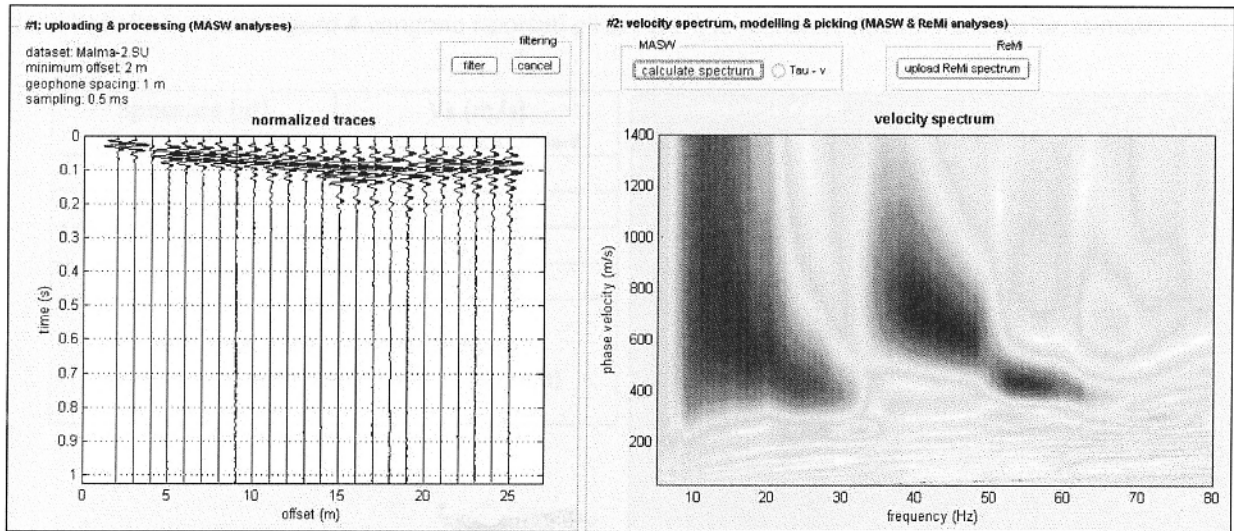 #1: uploading & processing (MASW analyses)
dataset: Malma-2.SU
minimum offset: 2 m
geophone spacing: 1 m
sampling: 0.5 ms
filtering
filter
cancel
normalized traces
0
0.1
0.2
0.3
0.4
0.5
0.6
0.7
0.8
0.9
1
time (s)
0 5 10 15 20 25
offset (m)
#2: velocity spectrum, modelling & picking (MASW & ReMi analyses)
MASW
calculate spectrum
Tau - v
ReMi
upload ReMi spectrum
velocity spectrum
1400
1200
1000
800
600
400
200
phase velocity (m/s)
10 20 30 40 50 60 70 80
frequency (Hz)